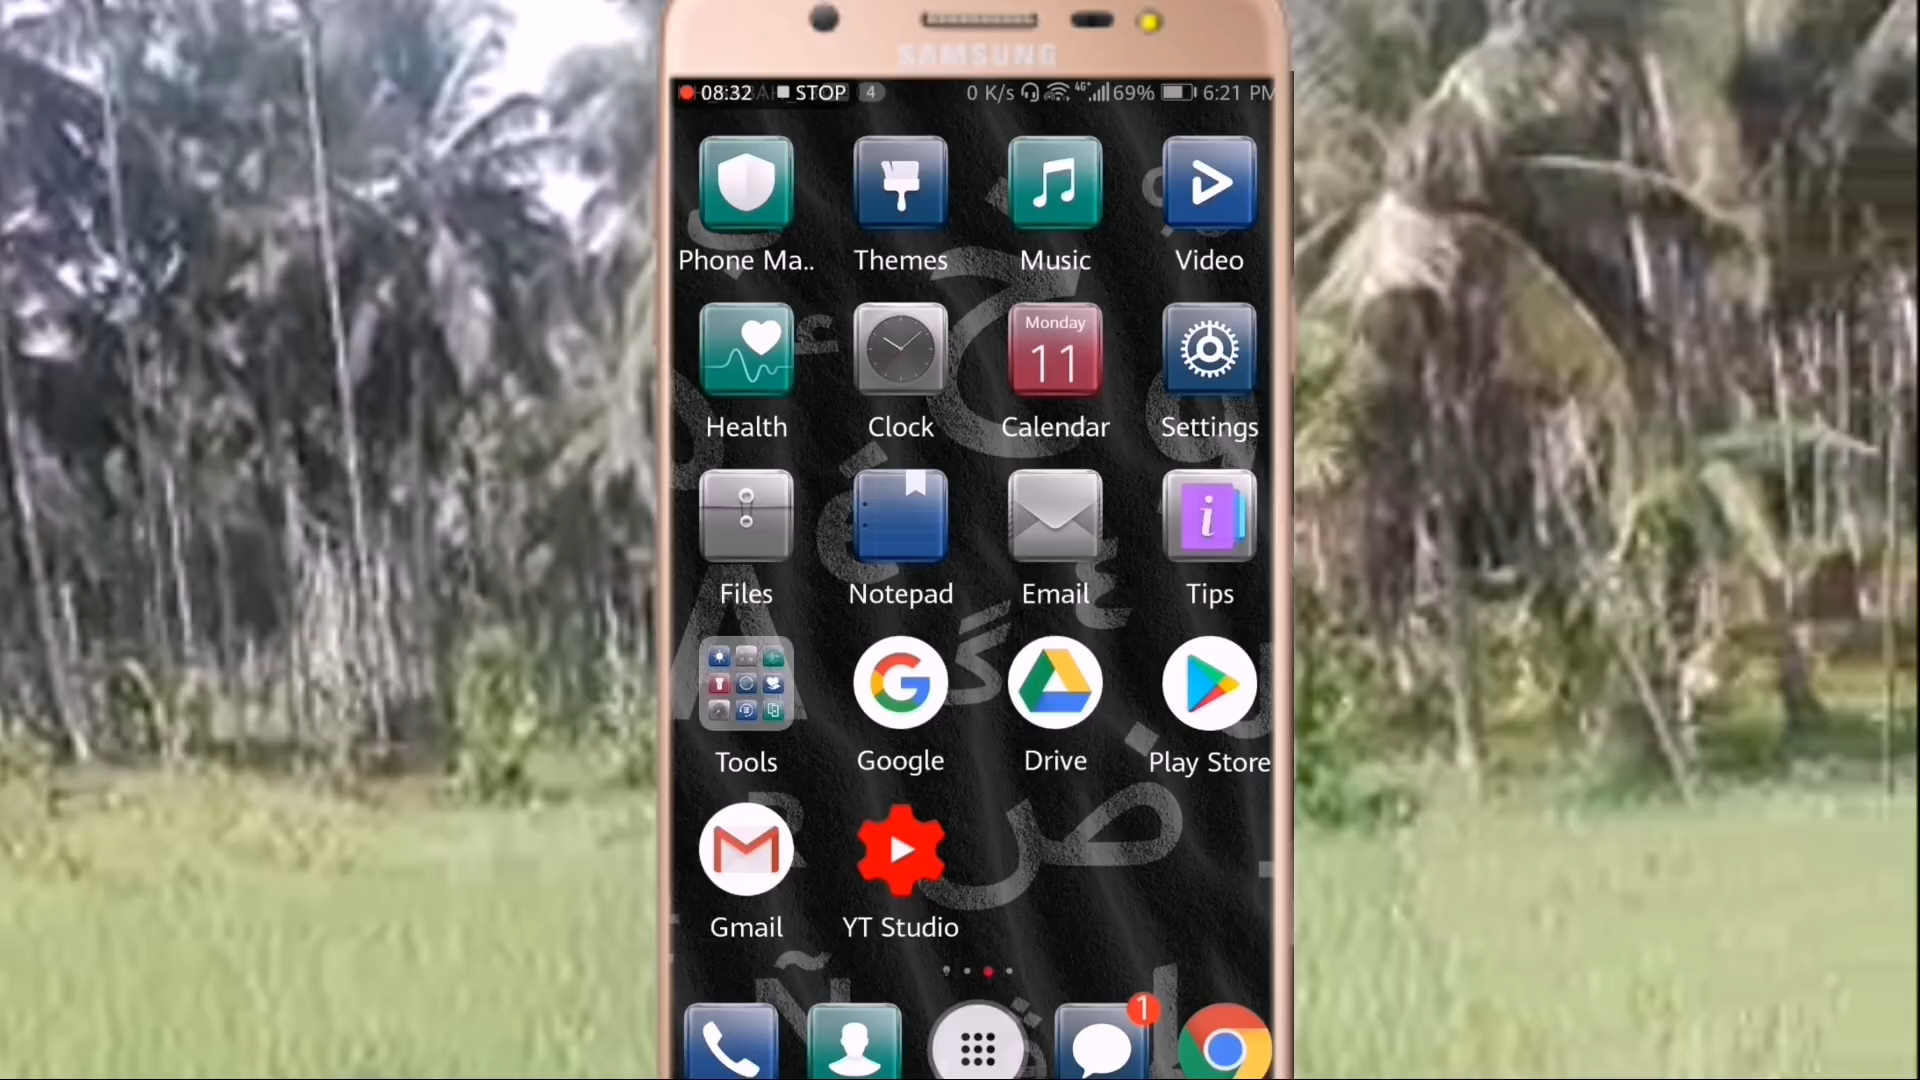 SAMSUNG
08:32 STOP 4 0 K/s 4G+ 69% 6:21 PM
Phone Ma.. Themes Music Video
Monday
11
Health Clock Calendar Settings
Files Notepad Email Tips
Tools Google Drive Play Store
Gmail YT Studio
1